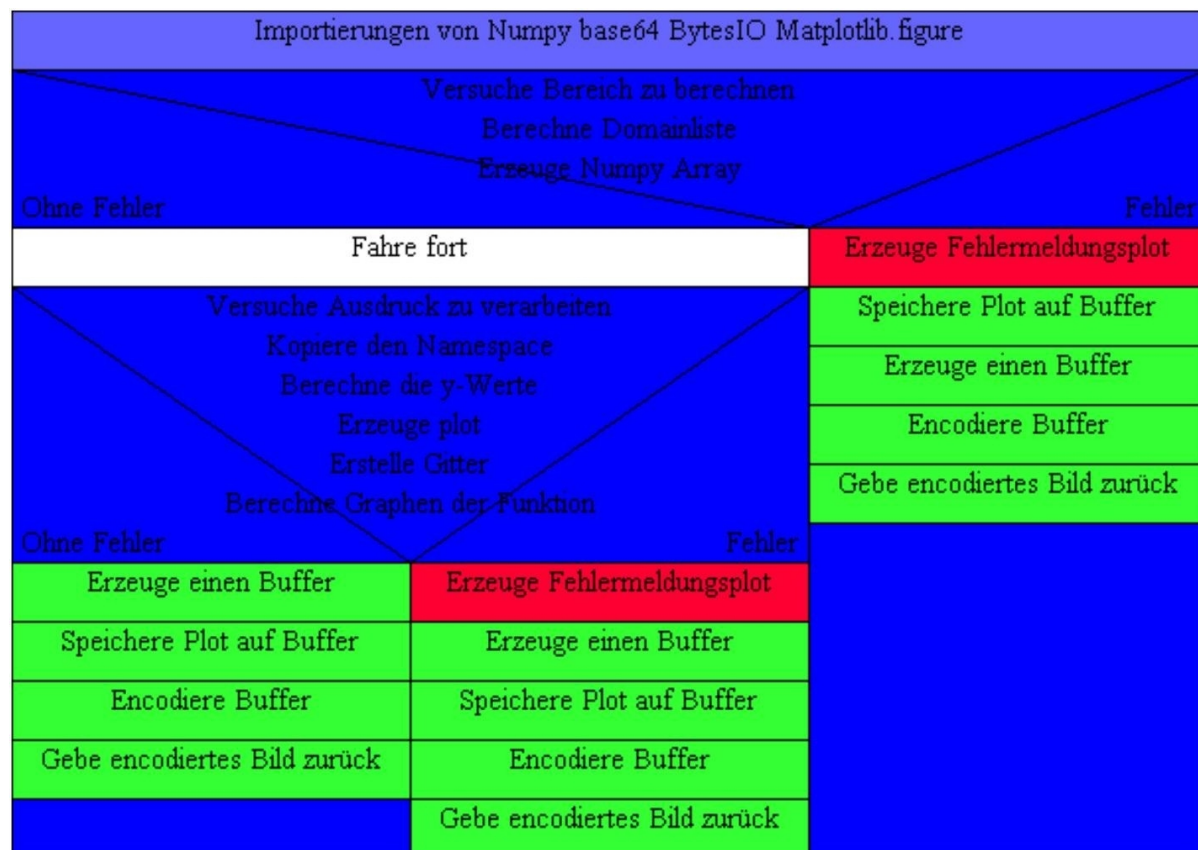 Importierungen von Numpy base64 BytesIO Matplotlib.figure
Versuche Bereich zu berechnen
Berechne Domainliste
Erzeuge Numpy Array
Ohne Fehler
Fehler
Fahre fort
Versuche Ausdruck zu verarbeiten
Kopiere den Namespace
Berechne die y-Werte
Erzeuge plot
Erstelle Gitter
Berechne Graphen der Funktion
Ohne Fehler
Fehler
Erzeuge einen Buffer
Speichere Plot auf Buffer
Encodiere Buffer
Gebe encodiertes Bild zurück
Erzeuge Fehlermeldungsplot
Erzeuge einen Buffer
Speichere Plot auf Buffer
Encodiere Buffer
Gebe encodiertes Bild zurück
Erzeuge Fehlermeldungsplot
Speichere Plot auf Buffer
Erzeuge einen Buffer
Encodiere Buffer
Gebe encodiertes Bild zurück